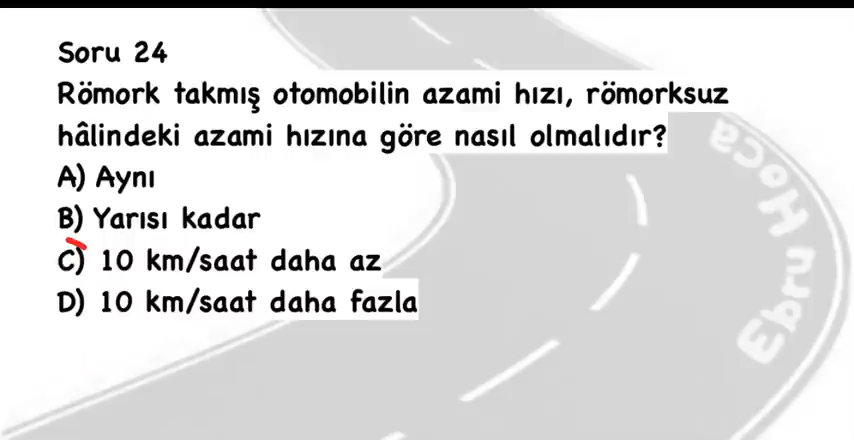 Soru 24
Römork takmış otomobilin azami hızı, römorksuz
hâlindeki azami hızına göre nasıl olmalıdır?
A) Aynı
B) Yarısı kadar
C) 10 km/saat daha az
D) 10 km/saat daha fazla
Ebru Hoca